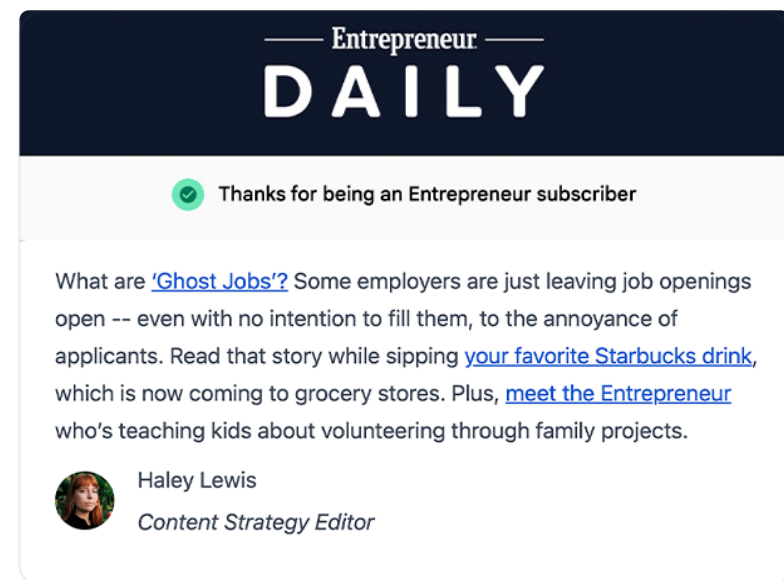 Entrepreneur
DAILY
Thanks for being an Entrepreneur subscriber
What are ‘Ghost Jobs’? Some employers are just leaving job openings
open -- even with no intention to fill them, to the annoyance of
applicants. Read that story while sipping your favorite Starbucks drink,
which is now coming to grocery stores. Plus, meet the Entrepreneur
who’s teaching kids about volunteering through family projects.
Haley Lewis
Content Strategy Editor